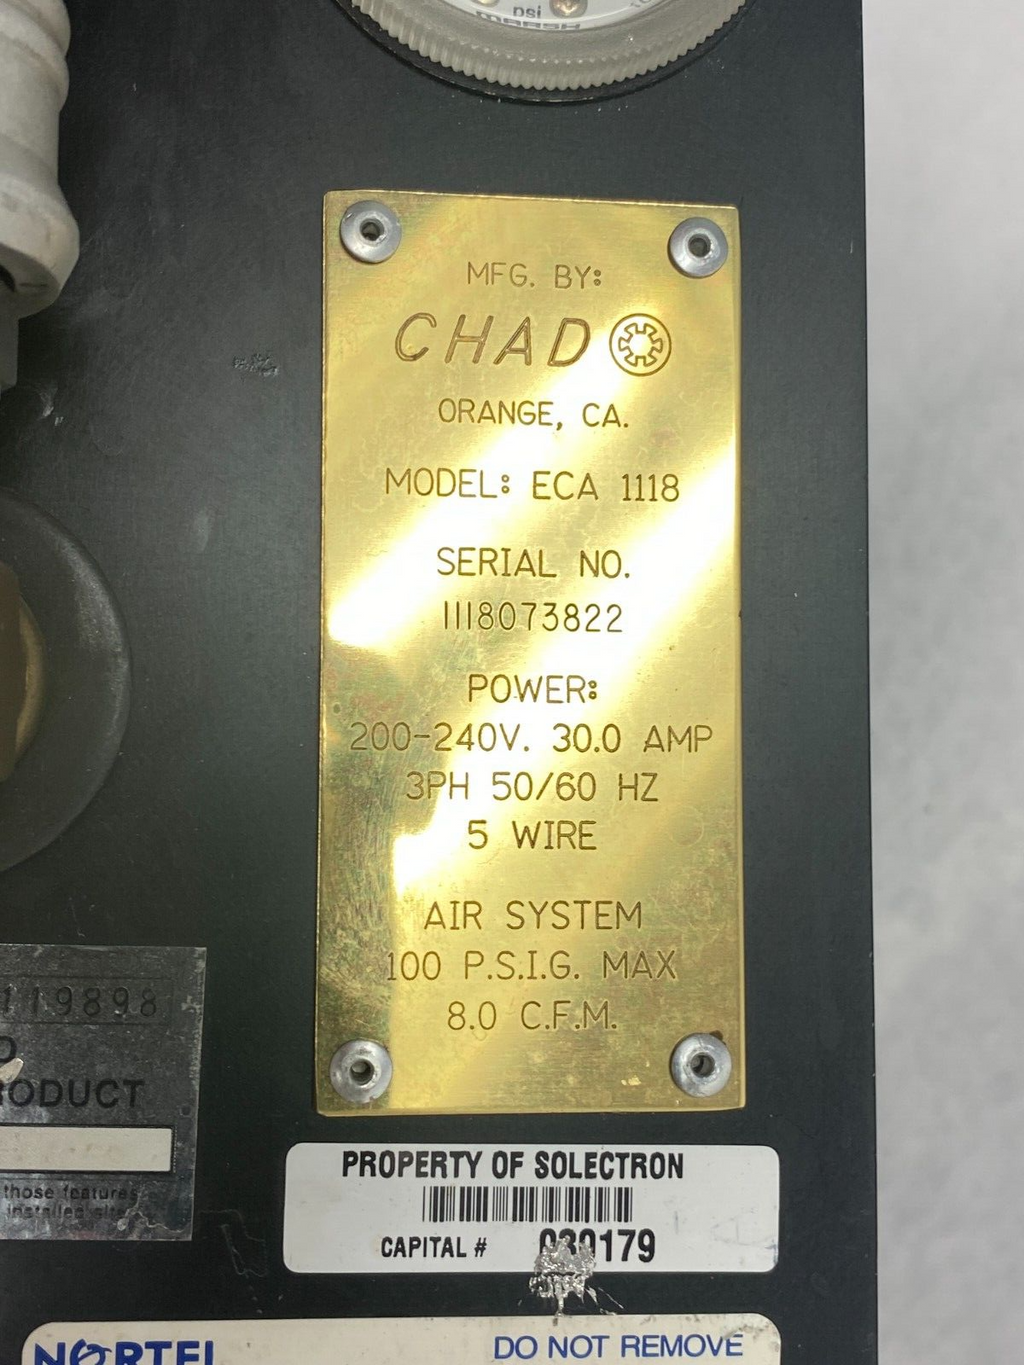 psi
MARSH
MFG. BY:
CHAD
ORANGE, CA.
MODEL: ECA 1118
SERIAL NO.
1118073822
POWER:
200-240V. 30.0 AMP
3PH 50/60 HZ
5 WIRE
AIR SYSTEM
100 P.S.I.G. MAX
8.0 C.F.M.
119898
RODUCT
those features
installed
PROPERTY OF SOLECTRON
CAPITAL #
NORTEL
DO NOT REMOVE